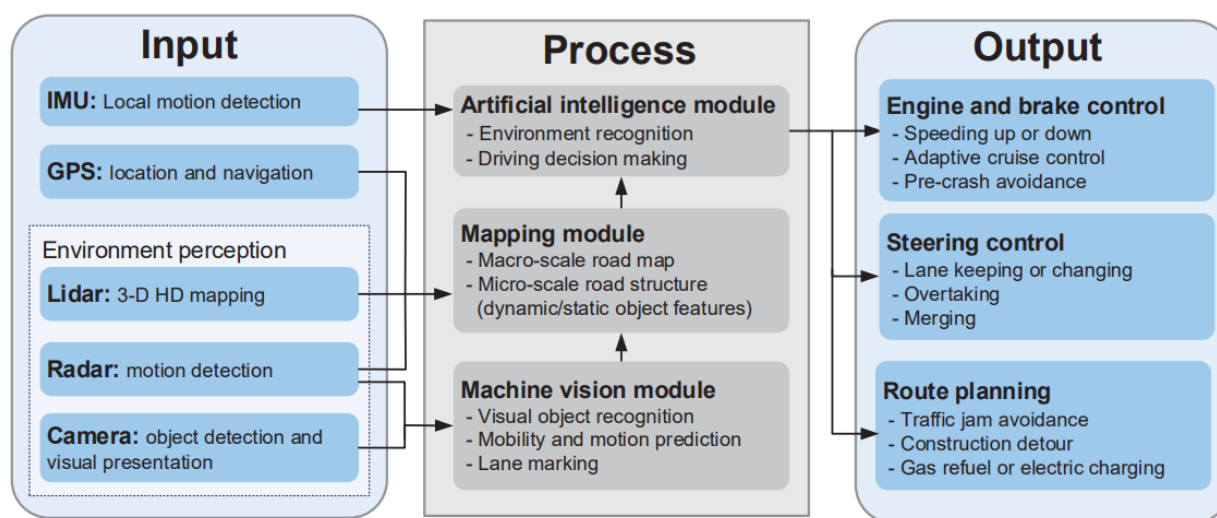 Input
IMU: Local motion detection
GPS: location and navigation
Environment perception
Lidar: 3-D HD mapping
Radar: motion detection
Camera: object detection and
visual presentation
Process
Artificial intelligence module
- Environment recognition
- Driving decision making
Mapping module
- Macro-scale road map
- Micro-scale road structure
(dynamic/static object features)
Machine vision module
- Visual object recognition
- Mobility and motion prediction
- Lane marking
Output
Engine and brake control
- Speeding up or down
- Adaptive cruise control
- Pre-crash avoidance
Steering control
- Lane keeping or changing
- Overtaking
- Merging
Route planning
- Traffic jam avoidance
- Construction detour
- Gas refuel or electric charging